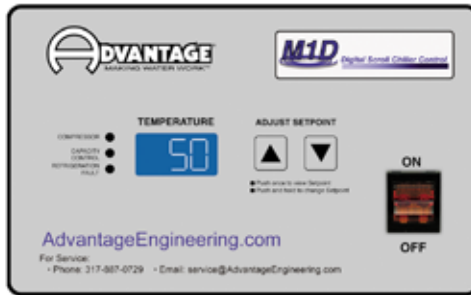 ADVANTAGE
MAKING WATER WORK
M1D Digital Scroll Chiller Control
TEMPERATURE
ADJUST SETPOINT
COMPRESSOR
CAPACITY
CONTROL
REFRIGERATION
FAULT
50
Push once to view Setpoint
Push and hold to change Setpoint
ON
OFF
AdvantageEngineering.com
For Service:
• Phone: 317-887-0729 • Email: service@AdvantageEngineering.com